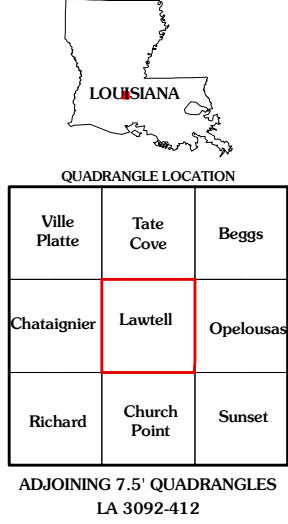 LOUISIANA
QUADRANGLE LOCATION
Ville
Platte
Tate
Cove
Beggs
Chataignier
Lawtell
Opelousas
Richard
Church
Point
Sunset
ADJOINING 7.5' QUADRANGLES
LA 3092-412